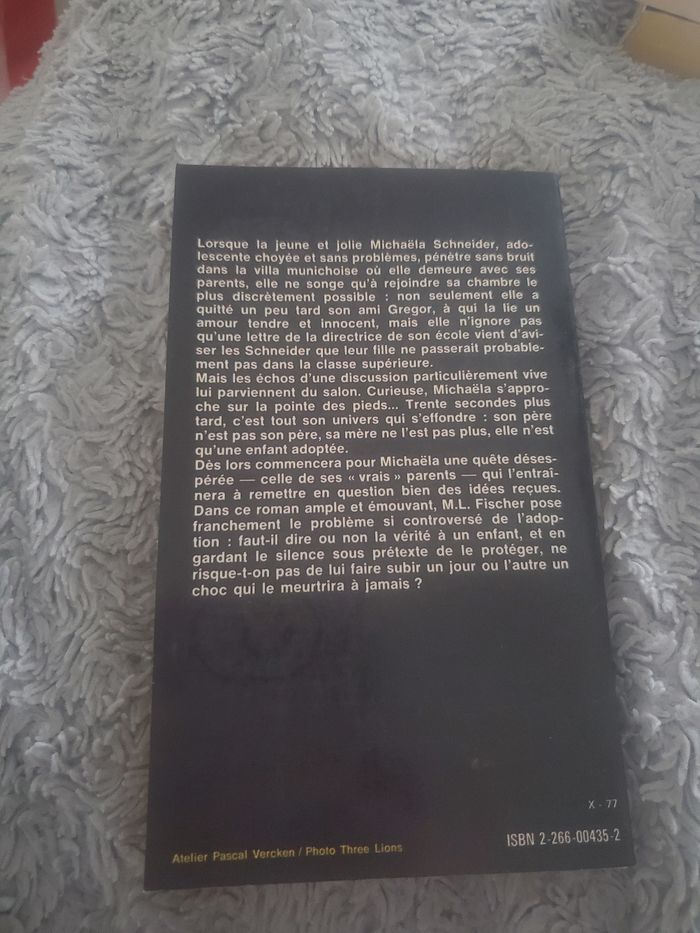 Lorsque la jeune et jolie Michaëla Schneider, ado-
lescente choyée et sans problèmes, pénètre sans bruit
dans la villa munichoise où elle demeure avec ses
parents, elle ne songe qu'à rejoindre sa chambre le
plus discrètement possible : non seulement elle a
quitté un peu tard son ami Gregor, à qui la lie un
amour tendre et innocent, mais elle n'ignore pas
qu'une lettre de la directrice de son école vient d'avi-
ser les Schneider que leur fille ne passerait probable-
ment pas dans la classe supérieure.
Mais les échos d'une discussion particulièrement vive
lui parviennent du salon. Curieuse, Michaëla s'appro-
che sur la pointe des pieds... Trente secondes plus
tard, c'est tout son univers qui s'effondre : son père
n'est pas son père, sa mère ne l'est pas plus, elle n'est
qu'une enfant adoptée.
Dès lors commencera pour Michaëla une quête déses-
pérée — celle de ses « vrais » parents — qui l'entraî-
nera à remettre en question bien des idées reçues.
Dans ce roman ample et émouvant, M.L. Fischer pose
franchement le problème si controversé de l'adop-
tion : faut-il dire ou non la vérité à un enfant, et en
gardant le silence sous prétexte de le protéger, ne
risque-t-on pas de lui faire subir un jour ou l'autre un
choc qui le meurtrira à jamais ?
X - 77
ISBN 2-266-00435-2
Atelier Pascal Vercken / Photo Three Lions